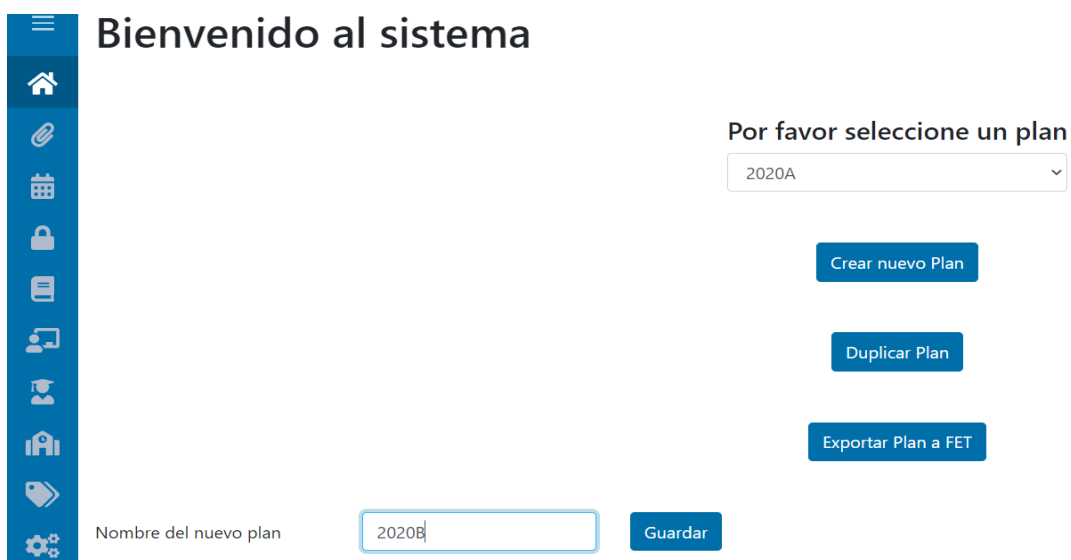 Bienvenido al sistema
Por favor seleccione un plan
2020A
Crear nuevo Plan
Duplicar Plan
Exportar Plan a FET
Nombre del nuevo plan 2020B Guardar